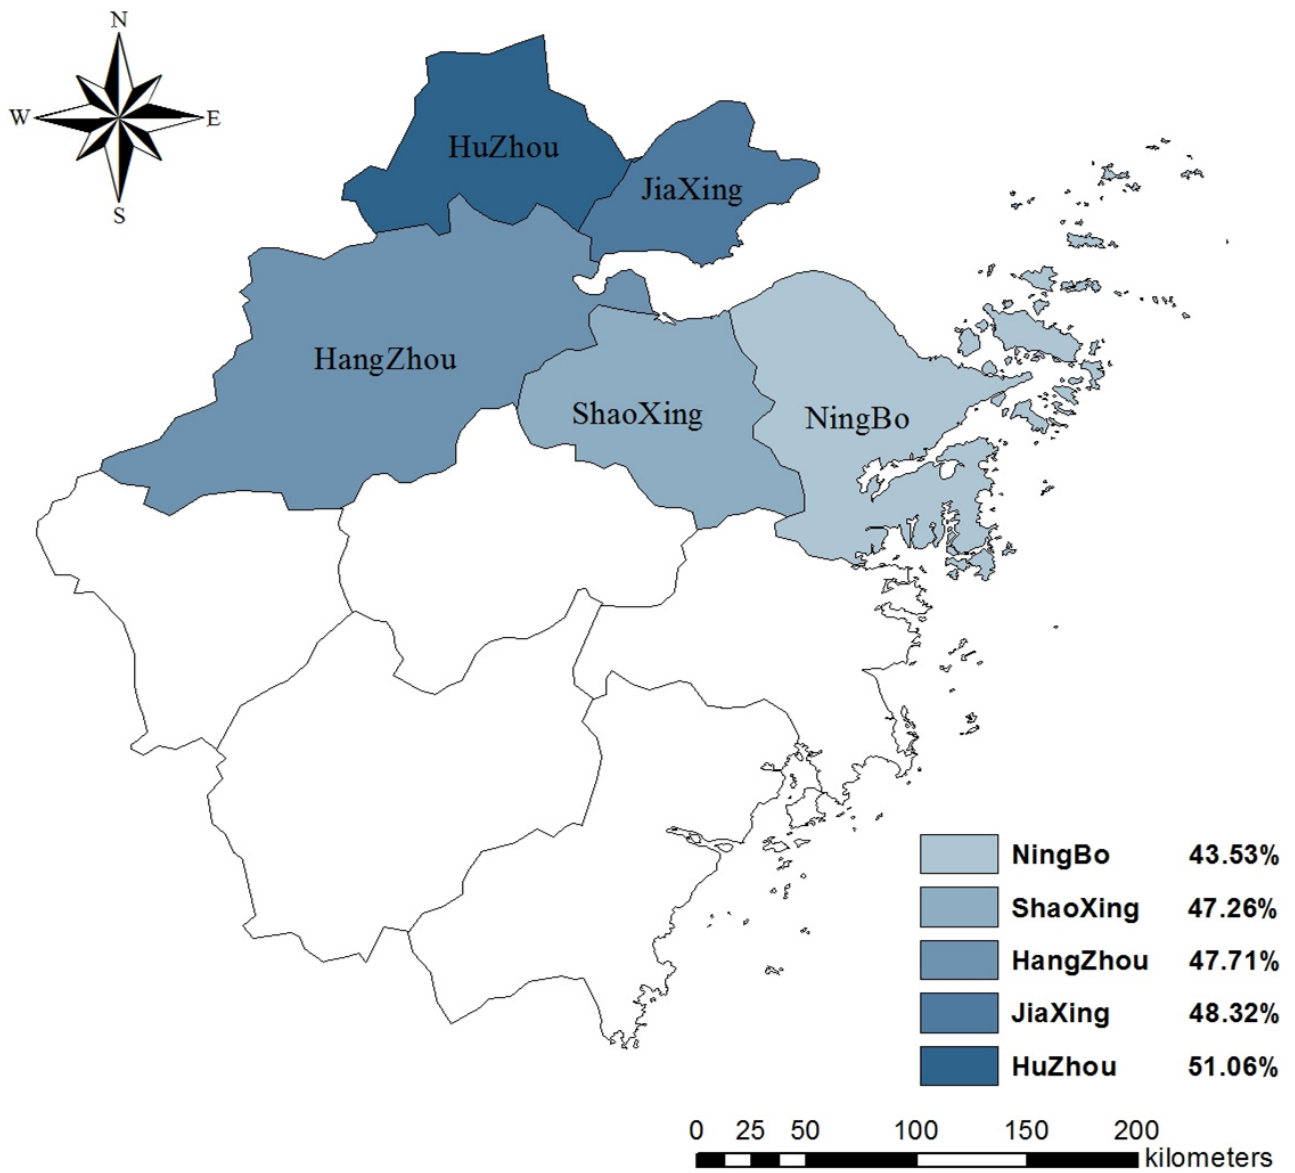 N
W E
S
HuZhou
JiaXing
HangZhou
ShaoXing
NingBo
NingBo 43.53%
ShaoXing 47.26%
HangZhou 47.71%
JiaXing 48.32%
HuZhou 51.06%
0 25 50 100 150 200
kilometers